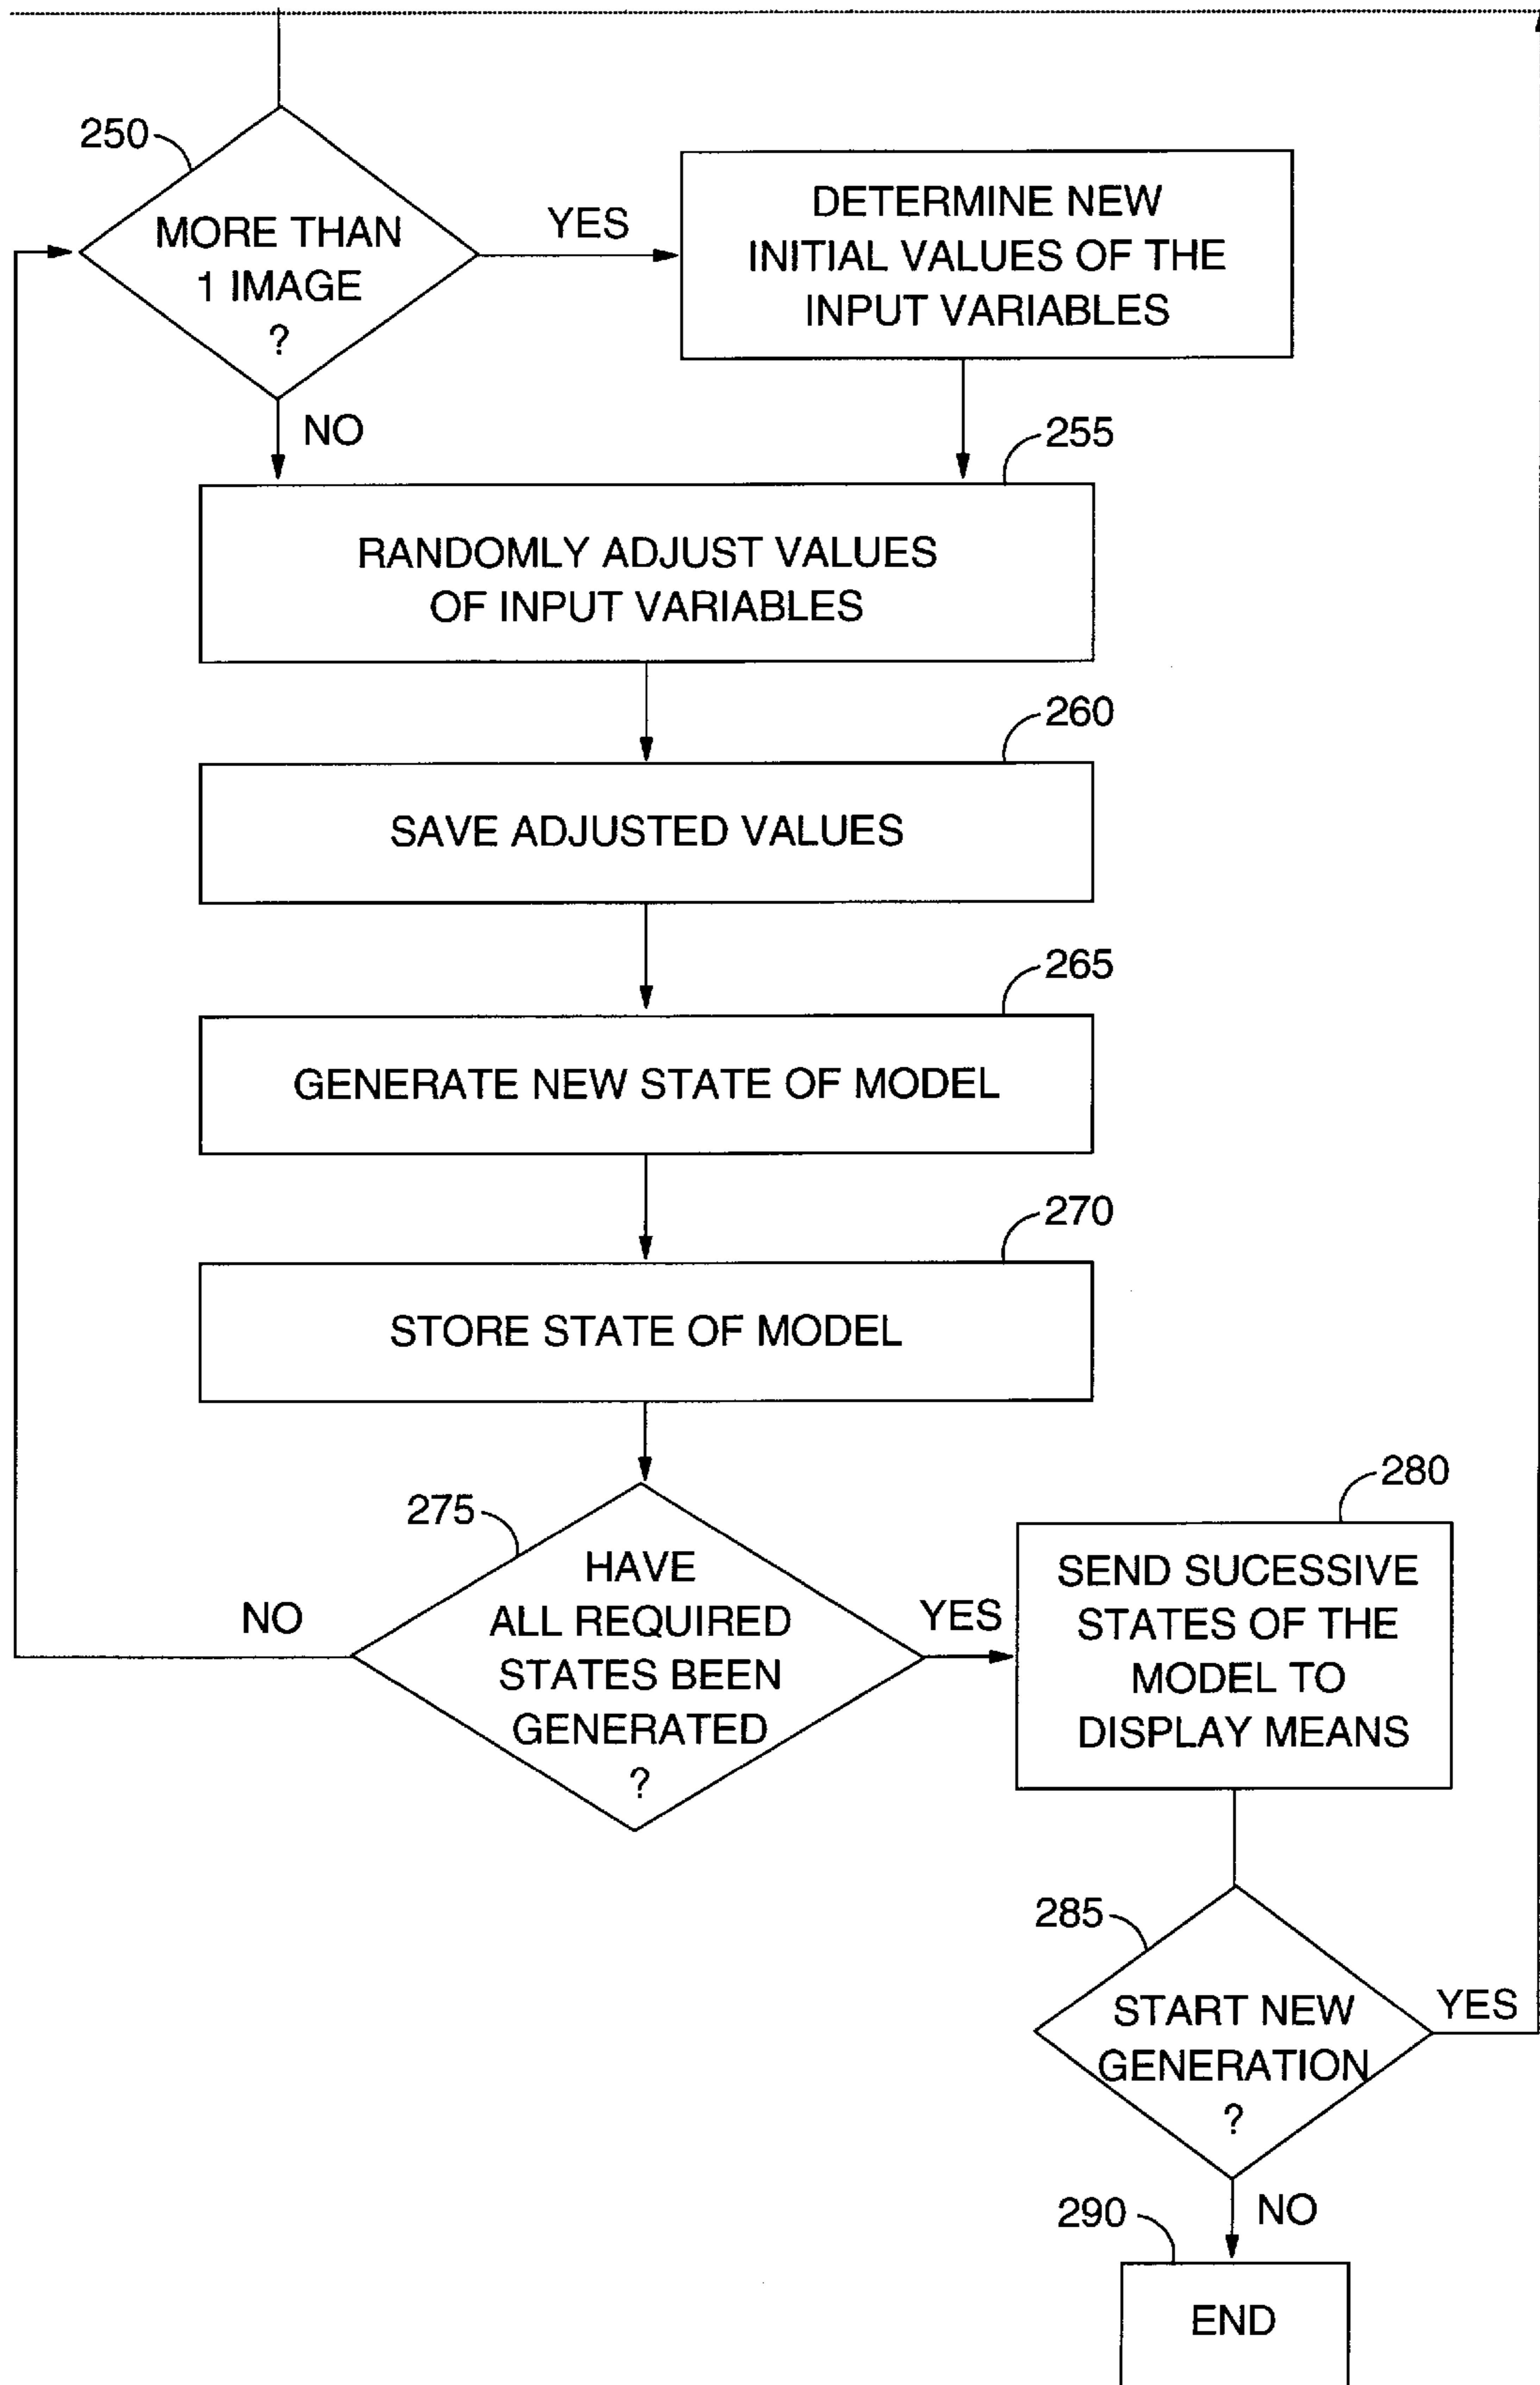 250
MORE THAN
1 IMAGE
?
YES
DETERMINE NEW
INITIAL VALUES OF THE
INPUT VARIABLES
NO
255
RANDOMLY ADJUST VALUES
OF INPUT VARIABLES
260
SAVE ADJUSTED VALUES
265
GENERATE NEW STATE OF MODEL
270
STORE STATE OF MODEL
275
HAVE
ALL REQUIRED
STATES BEEN
GENERATED
?
NO
YES
280
SEND SUCESSIVE
STATES OF THE
MODEL TO
DISPLAY MEANS
285
START NEW
GENERATION
?
YES
NO
290
END